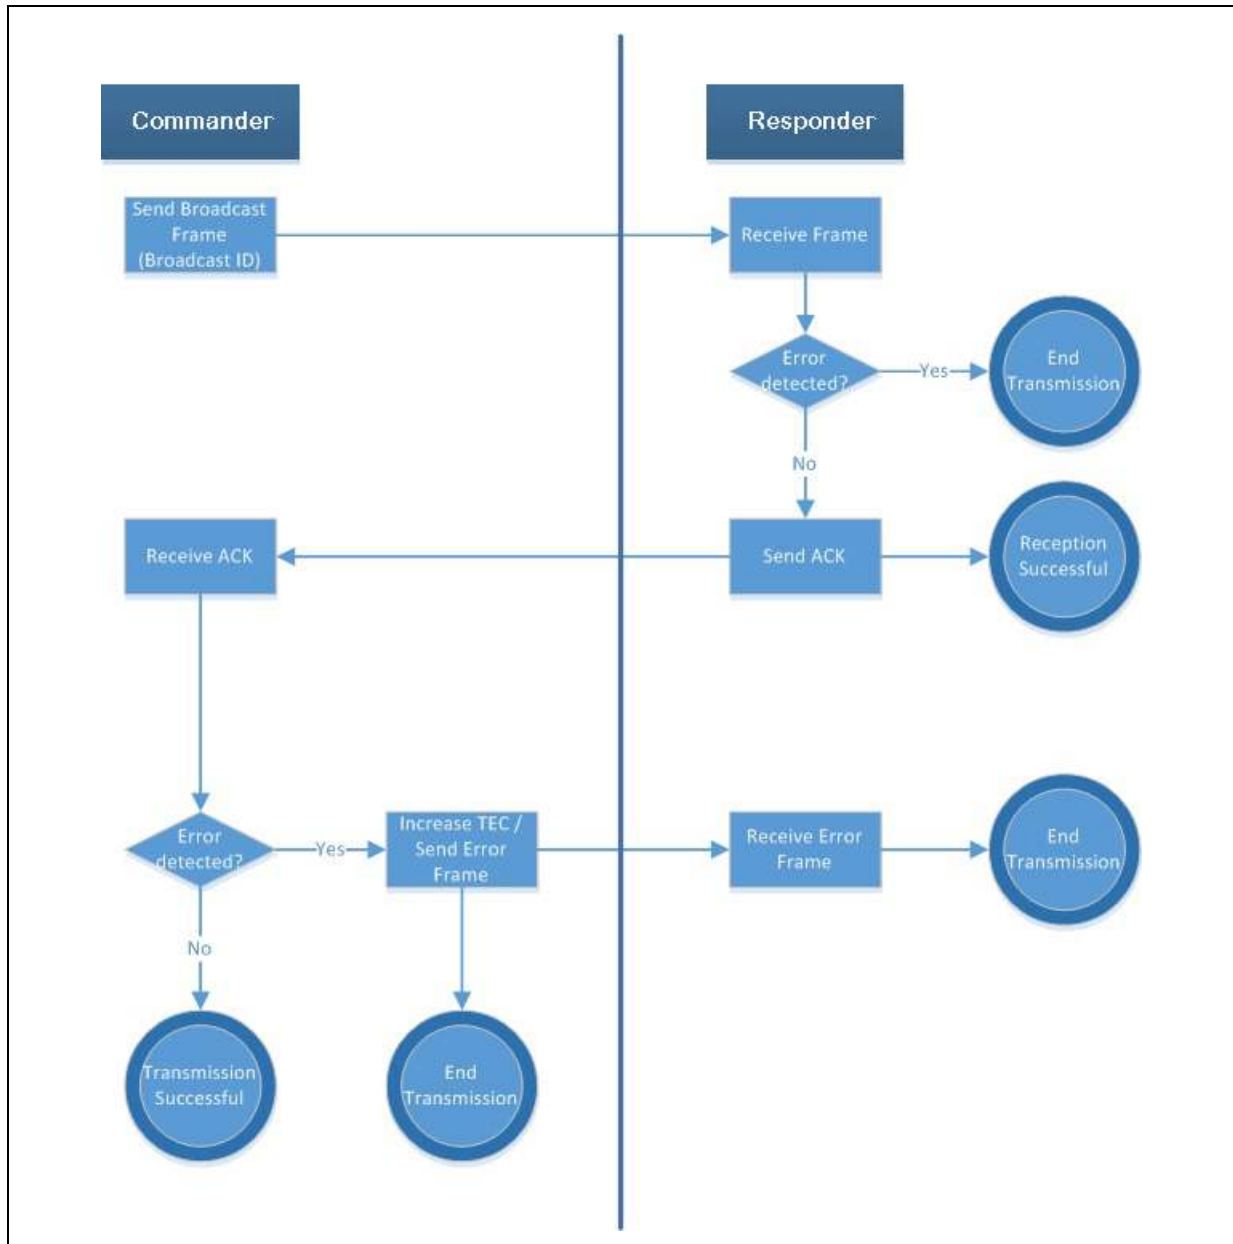 Commander
Responder
Send Broadcast
Frame
(Broadcast ID)
Receive Frame
Error
detected?
Yes
End
Transmission
No
Receive ACK
Send ACK
Reception
Successful
Error
detected?
Yes
Increase TEC /
Send Error
Frame
Receive Error
Frame
End
Transmission
No
Transmission
Successful
End
Transmission